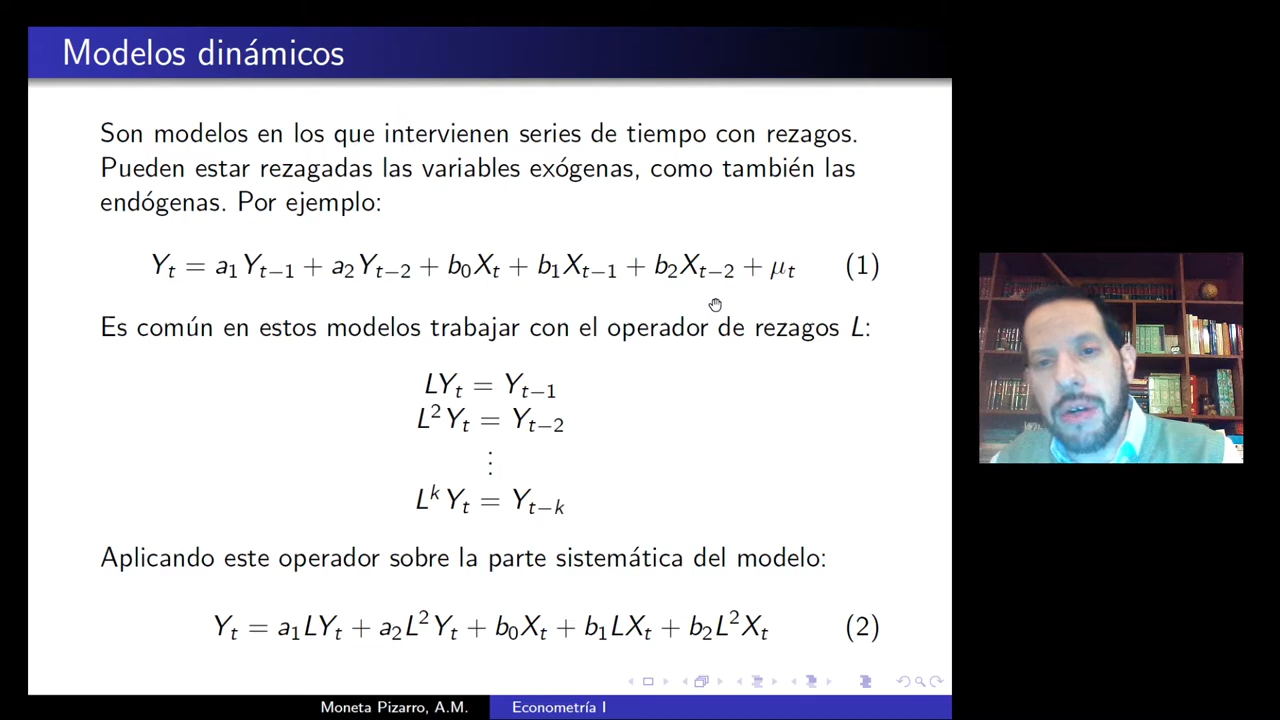 Modelos dinámicos
Son modelos en los que intervienen series de tiempo con rezagos.
Pueden estar rezagadas las variables exógenas, como también las
endógenas. Por ejemplo:
Yₜ = a₁Yₜ₋₁ + a₂Yₜ₋₂ + b₀Xₜ + b₁Xₜ₋₁ + b₂Xₜ₋₂ + μₜ (1)
Es común en estos modelos trabajar con el operador de rezagos L:
LYₜ = Yₜ₋₁
L²Yₜ = Yₜ₋₂
⋮
LᵏYₜ = Yₜ₋ₖ
Aplicando este operador sobre la parte sistemática del modelo:
Yₜ = a₁LYₜ + a₂L²Yₜ + b₀Xₜ + b₁LXₜ + b₂L²Xₜ (2)
Moneta Pizarro, A.M. Econometría I